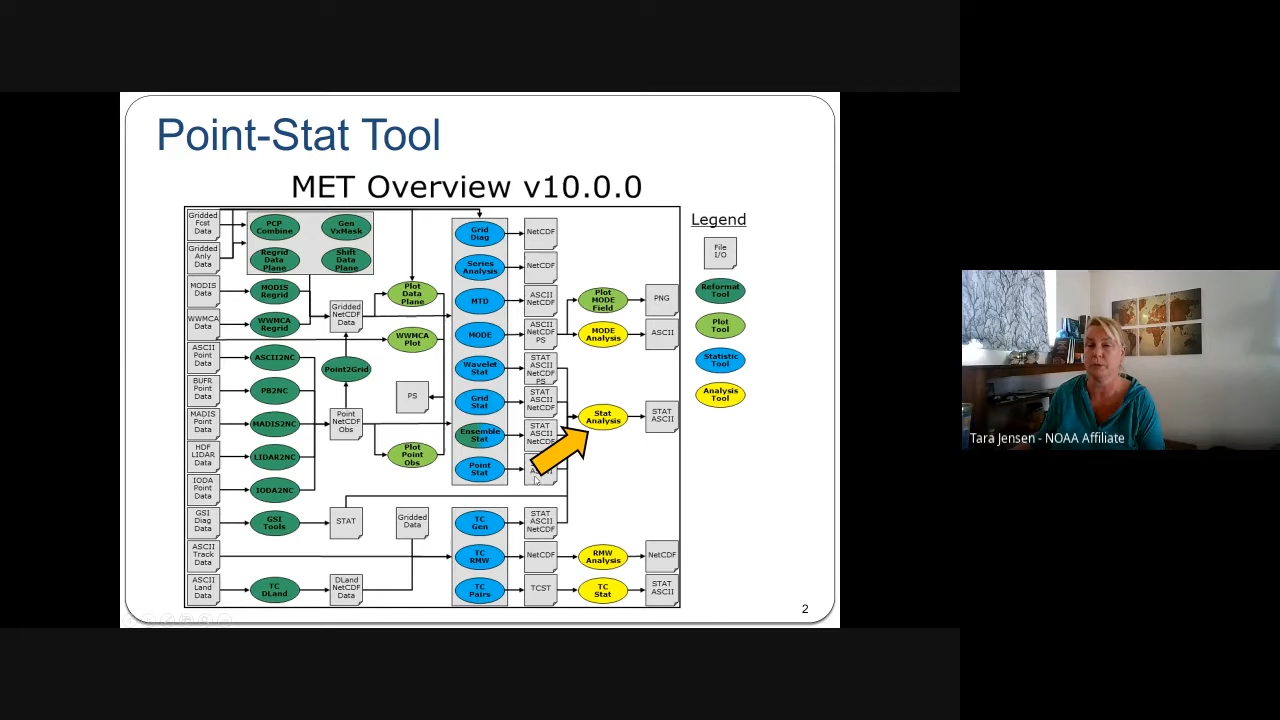 Point-Stat Tool
MET Overview v10.0.0
Gridded
Fcst
Data
Gridded
Anly
Data
MODIS
Data
WWMCA
Data
ASCII
Point
Data
BUFR
Point
Data
MADIS
Point
Data
HDF
LIDAR
Data
IODA
Point
Data
GSI
Diag
Data
ASCII
Track
Data
ASCII
Land
Data
PCP
Combine
Gen
VxMask
Regrid
Data
Plane
Shift
Data
Plane
MODIS
Regrid
WWMCA
Regrid
ASCII2NC
PB2NC
MADIS2NC
LIDAR2NC
IODA2NC
GSI
Tools
TC
DLand
Gridded
NetCDF
Data
Point2Grid
Point
NetCDF
Obs
STAT
DLand
NetCDF
Data
Plot
Data
Plane
WWMCA
Plot
PS
Plot
Point
Obs
Gridded
Data
Grid
Diag
Series
Analysis
MTD
MODE
Wavelet
Stat
Grid
Stat
Ensemble
Stat
Point
Stat
TC
Gen
TC
RMW
TC
Pairs
NetCDF
NetCDF
ASCII
NetCDF
ASCII
NetCDF
PS
STAT
ASCII
NetCDF
PS
STAT
ASCII
NetCDF
STAT
ASCII
NetCDF
STAT
ASCII
NetCDF
NetCDF
TCST
Plot
MODE
Field
MODE
Analysis
Stat
Analysis
RMW
Analysis
TC
Stat
PNG
ASCII
STAT
ASCII
NetCDF
STAT
ASCII
Legend
File
I/O
Reformat
Tool
Plot
Tool
Statistic
Tool
Analysis
Tool
2
Tara Jensen - NOAA Affiliate